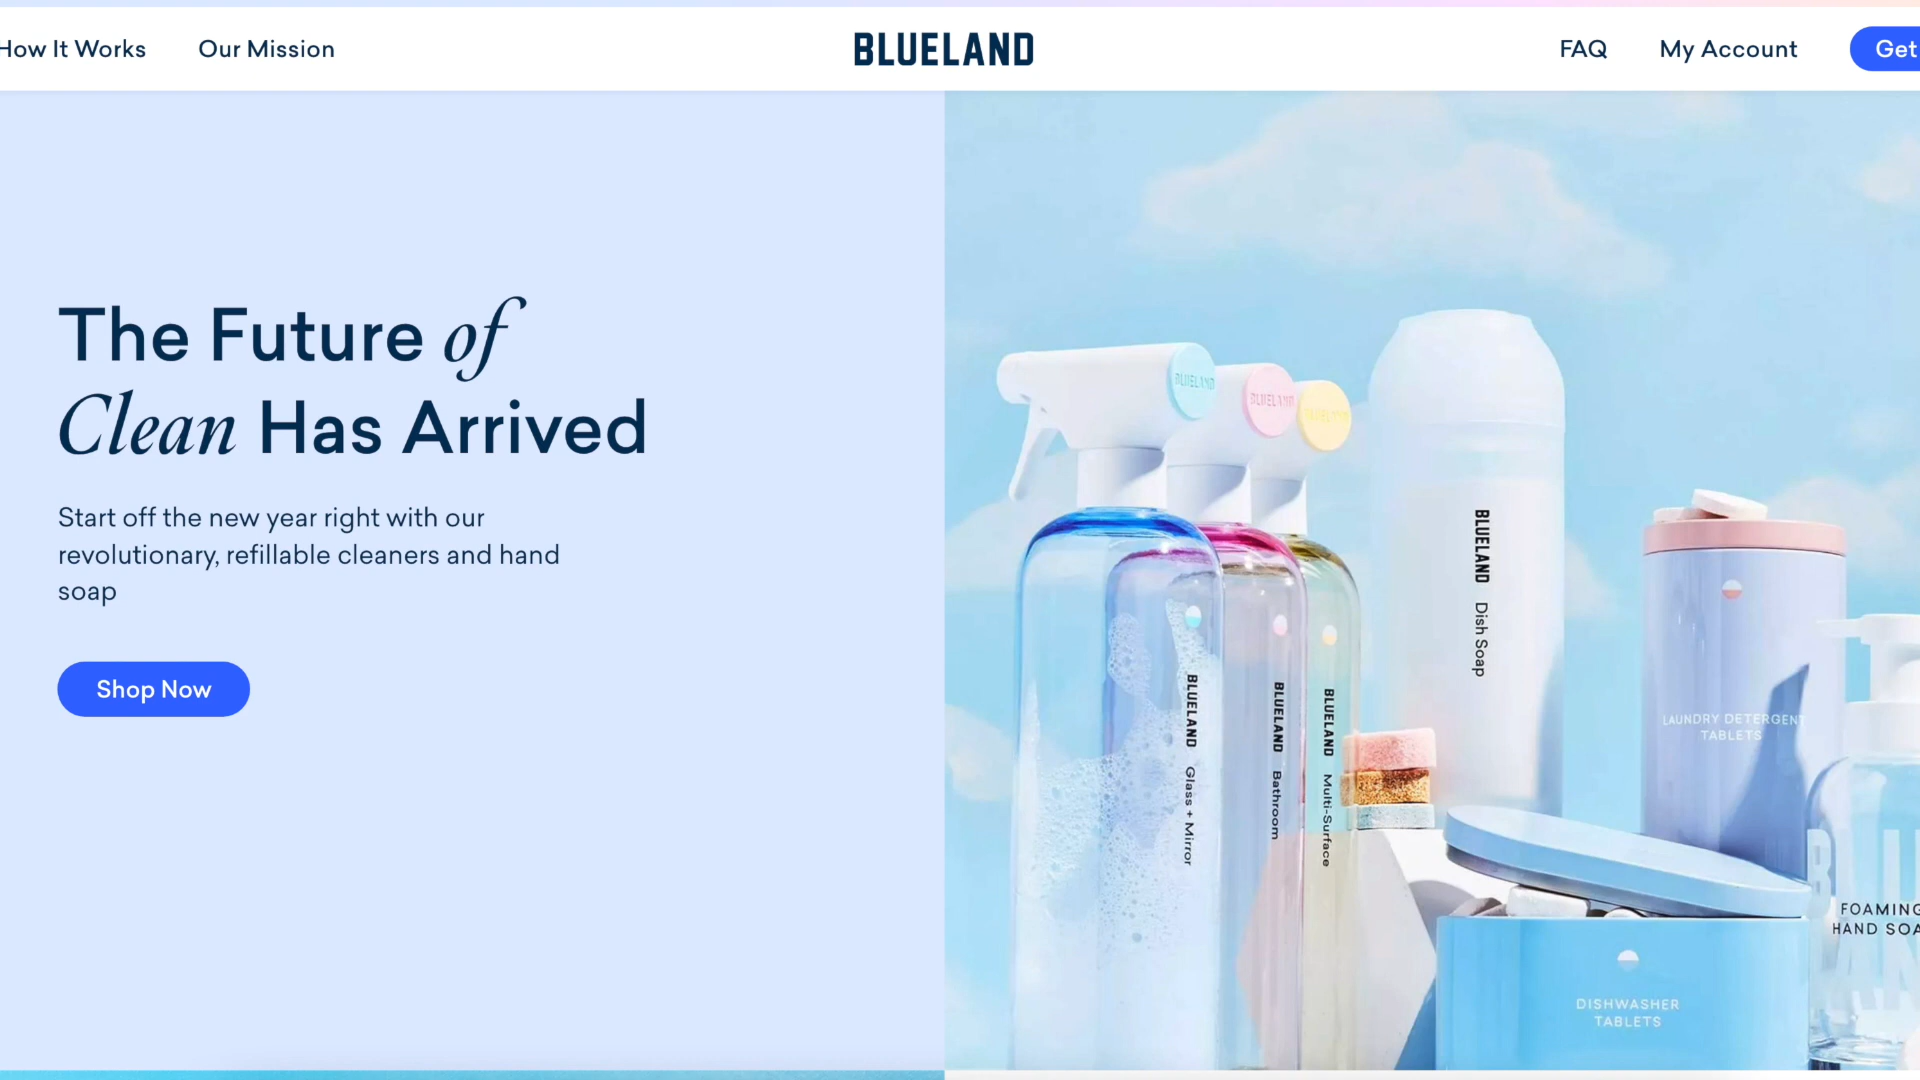 How It Works
Our Mission
BLUELAND
FAQ
My Account
Get
The Future of
Clean Has Arrived
Start off the new year right with our
revolutionary, refillable cleaners and hand
soap
Shop Now
BLUELAND
BLUELAND
BLUELAND
BLUELAND Dish Soap
BLUELAND Glass + Mirror
BLUELAND Bathroom
BLUELAND Multi-Surface
LAUNDRY DETERGENT
TABLETS
FOAMING
HAND SOA
DISHWASHER
TABLETS